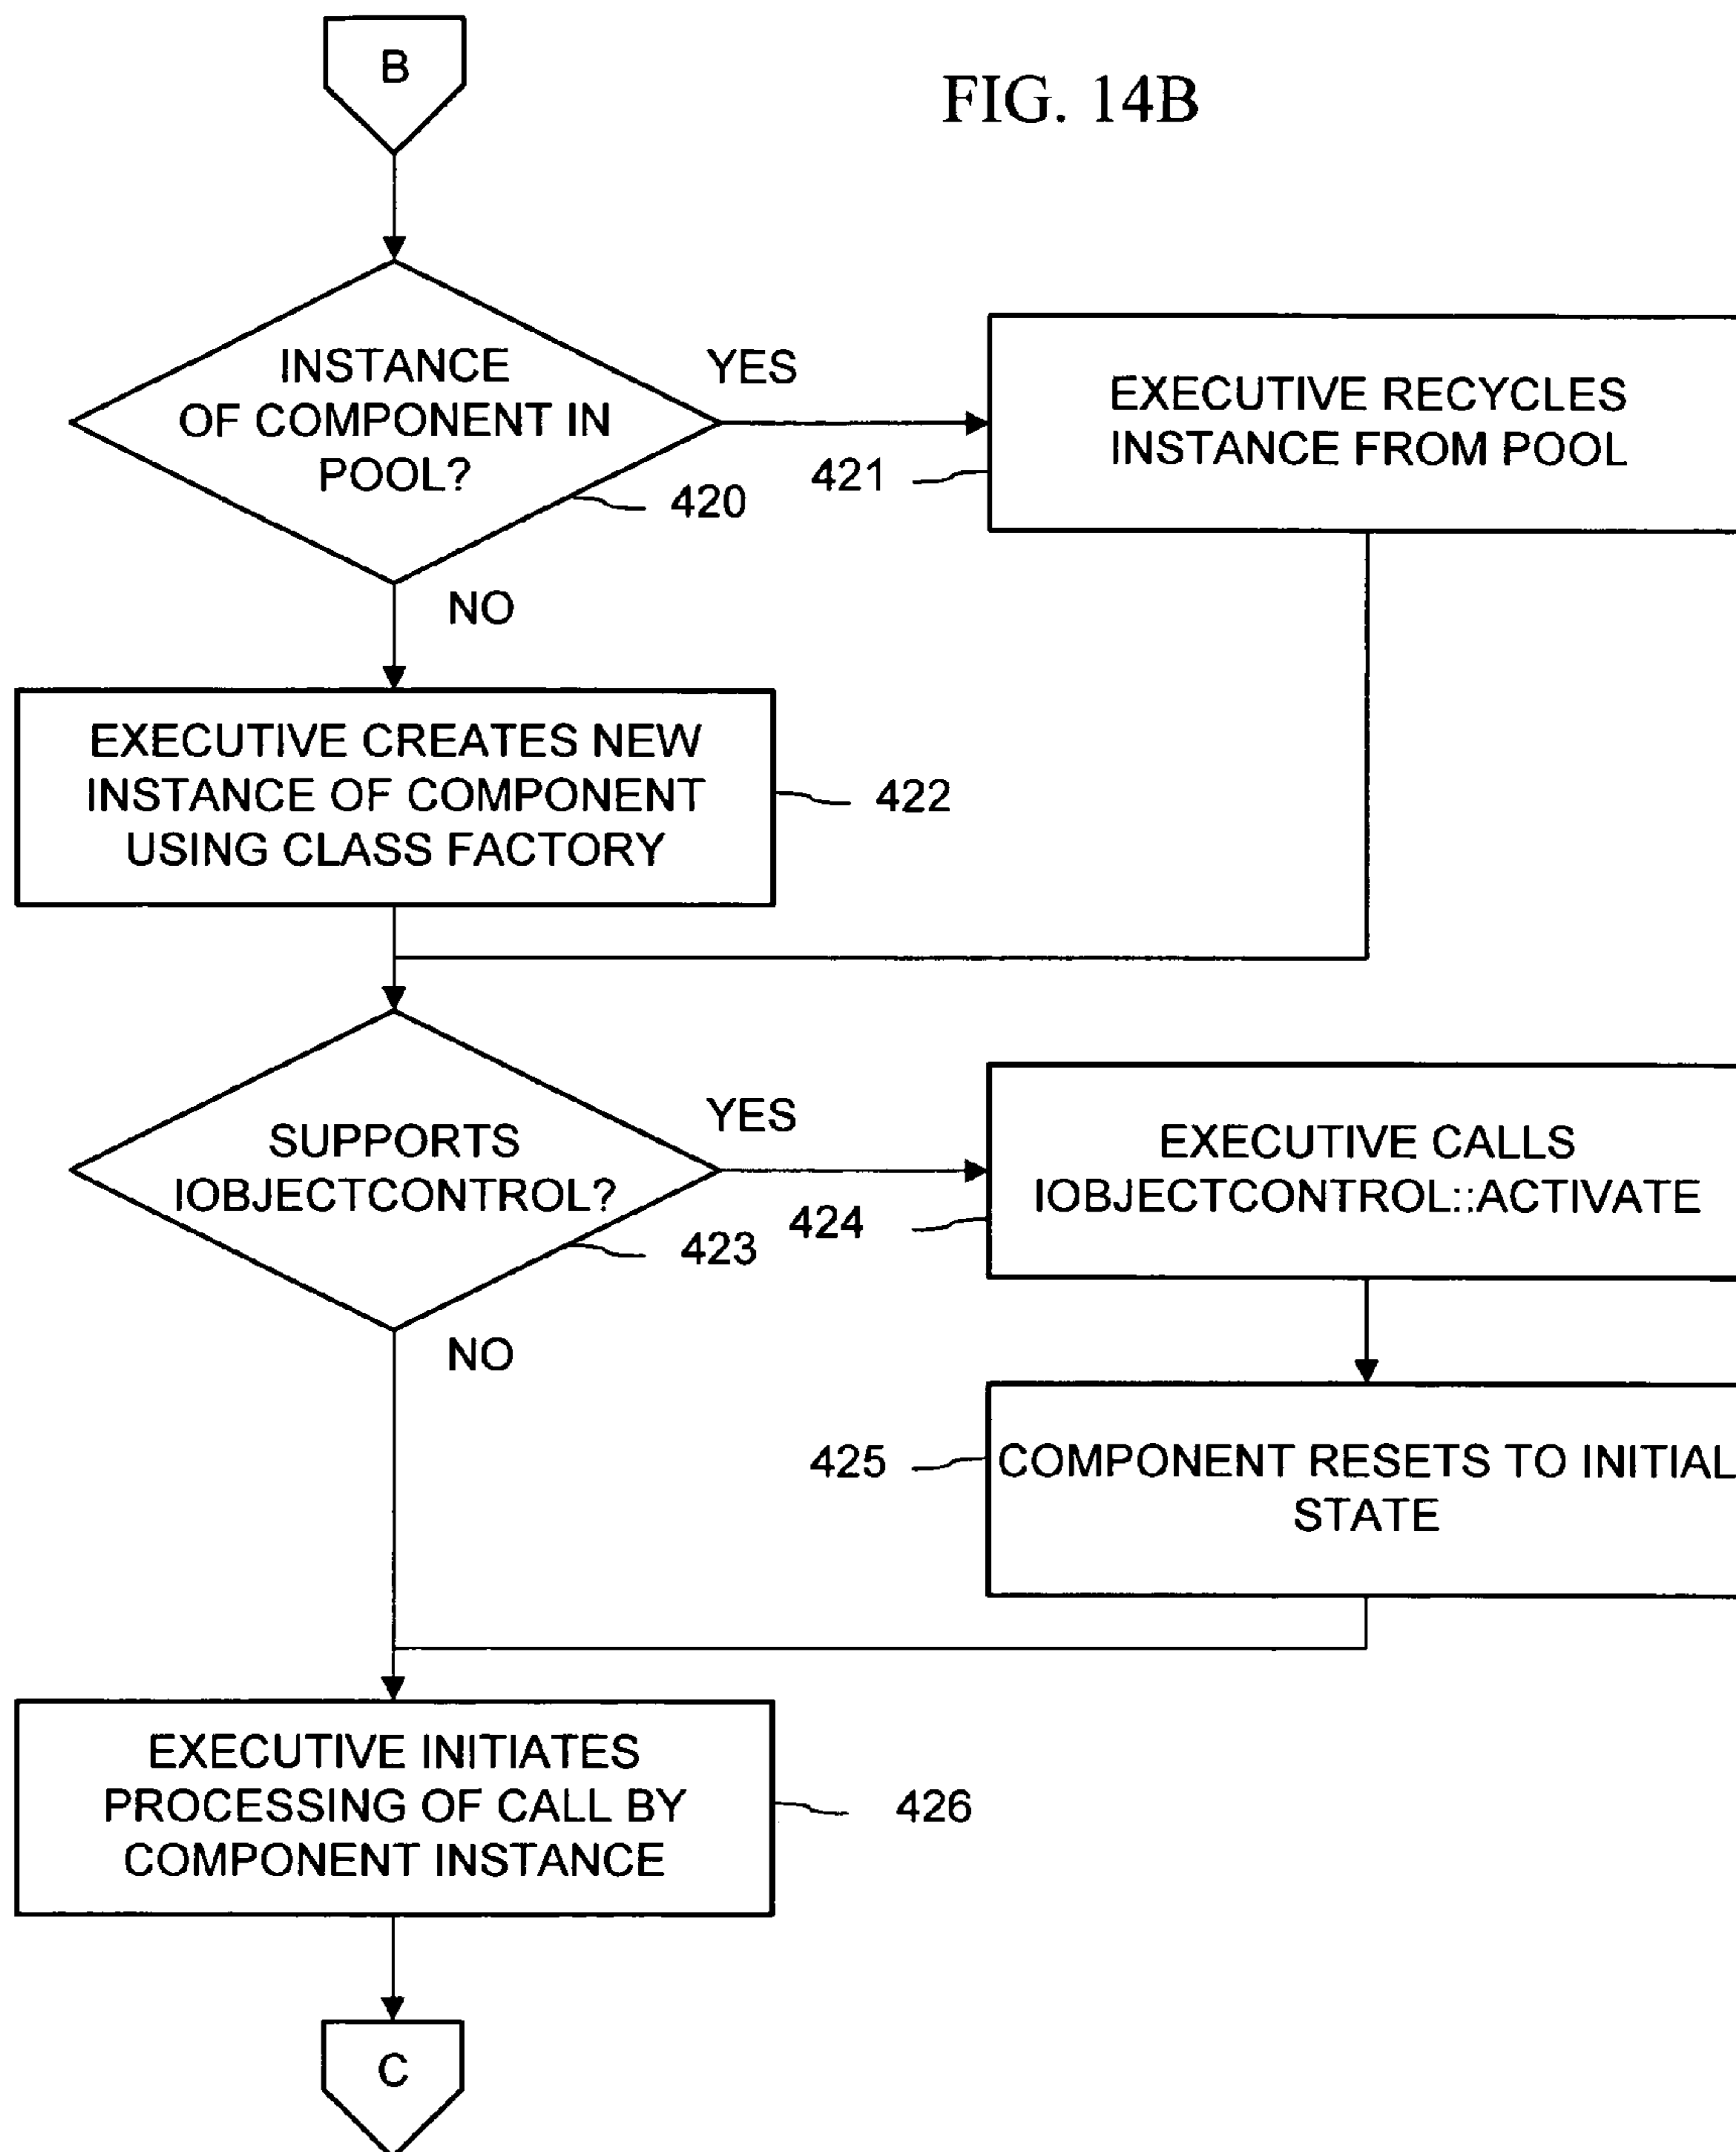 B
FIG. 14B
INSTANCE
OF COMPONENT IN
POOL?
420
YES
421
EXECUTIVE RECYCLES
INSTANCE FROM POOL
NO
EXECUTIVE CREATES NEW
INSTANCE OF COMPONENT
USING CLASS FACTORY
422
SUPPORTS
IOBJECTCONTROL?
423
YES
424
EXECUTIVE CALLS
IOBJECTCONTROL::ACTIVATE
NO
425
COMPONENT RESETS TO INITIAL
STATE
EXECUTIVE INITIATES
PROCESSING OF CALL BY
COMPONENT INSTANCE
426
C